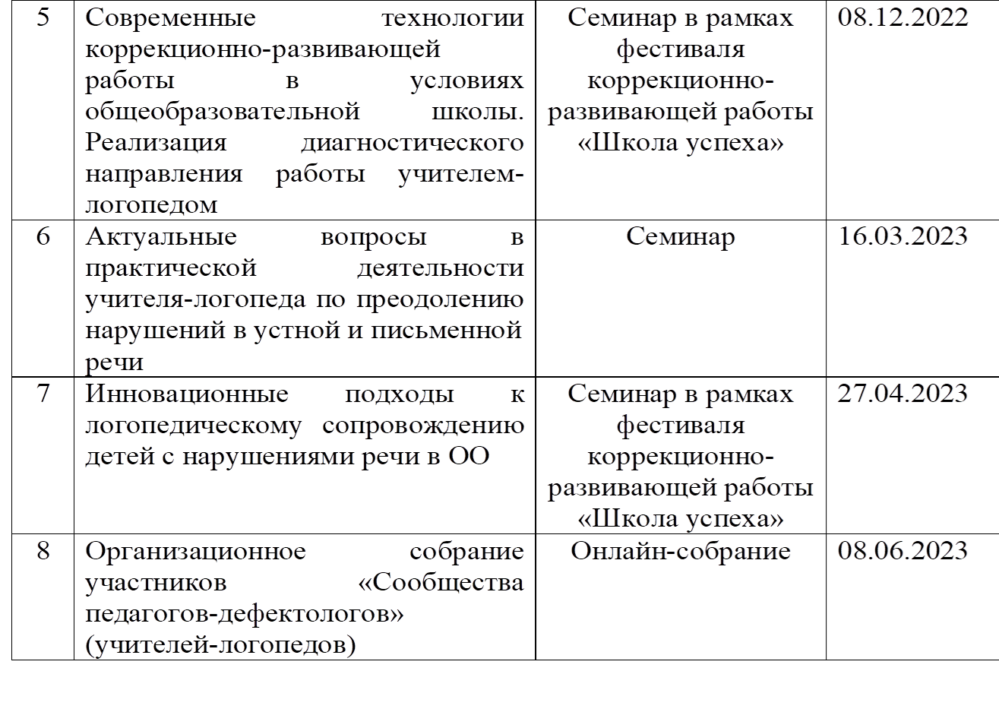 5
Современные технологии
коррекционно-развивающей
работы в условиях
общеобразовательной школы.
Реализация диагностического
направления работы учителем-
логопедом
Семинар в рамках
фестиваля
коррекционно-
развивающей работы
«Школа успеха»
08.12.2022
6
Актуальные вопросы в
практической деятельности
учителя-логопеда по преодолению
нарушений в устной и письменной
речи
Семинар
16.03.2023
7
Инновационные подходы к
логопедическому сопровождению
детей с нарушениями речи в ОО
Семинар в рамках
фестиваля
коррекционно-
развивающей работы
«Школа успеха»
27.04.2023
8
Организационное собрание
участников «Сообщества
педагогов-дефектологов»
(учителей-логопедов)
Онлайн-собрание
08.06.2023